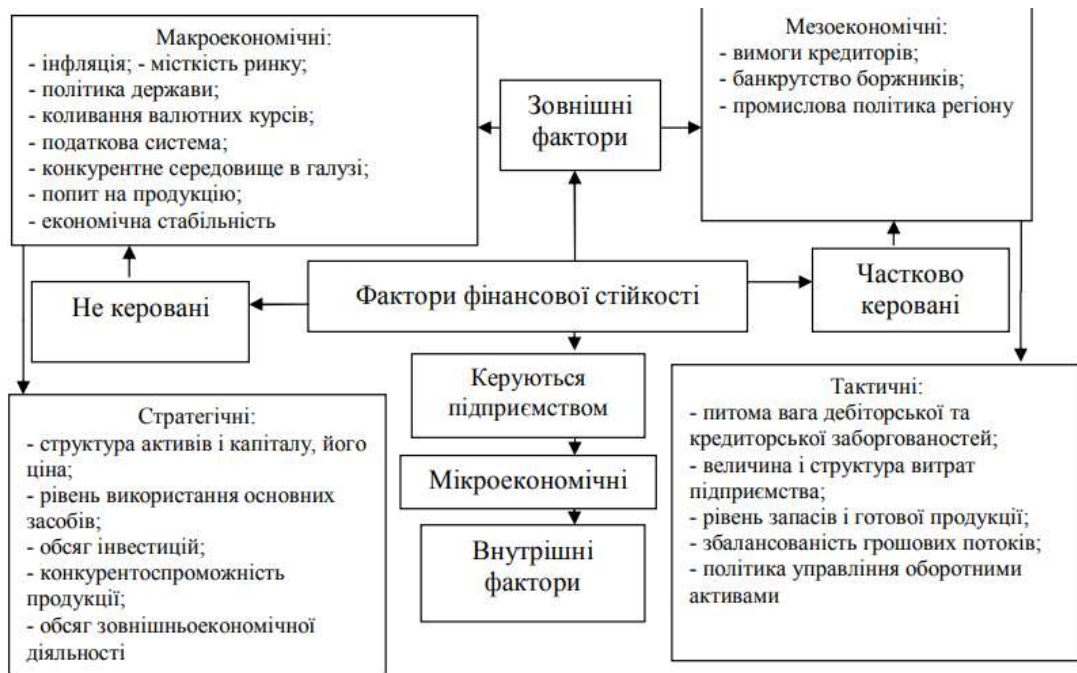 Макроекономічні:
- інфляція; - місткість ринку;
- політика держави;
- коливання валютних курсів;
- податкова система;
- конкурентне середовище в галузі;
- попит на продукцію;
- економічна стабільність
Зовнішні
фактори
Мезоекономічні:
- вимоги кредиторів;
- банкрутство боржників;
- промислова політика регіону
Не керовані
Фактори фінансової стійкості
Частково
керовані
Керуються
підприємством
Мікроекономічні
Внутрішні
фактори
Стратегічні:
- структура активів і капіталу, його
ціна;
- рівень використання основних
засобів;
- обсяг інвестицій;
- конкурентоспроможність
продукції;
- обсяг зовнішньоекономічної
діяльності
Тактичні:
- питома вага дебіторської та
кредиторської заборгованостей;
- величина і структура витрат
підприємства;
- рівень запасів і готової продукції;
- збалансованість грошових потоків;
- політика управління оборотними
активами